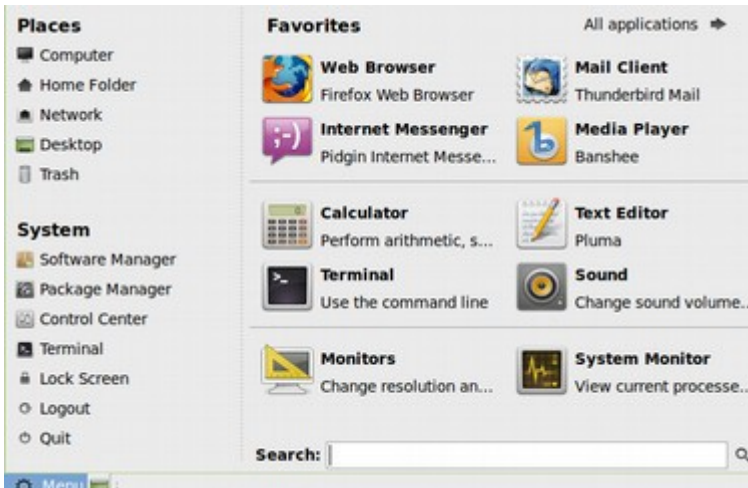 Places
Computer
Home Folder
Network
Desktop
Trash
System
Software Manager
Package Manager
Control Center
Terminal
Lock Screen
Logout
Quit
Favorites
All applications
Web Browser
Firefox Web Browser
Mail Client
Thunderbird Mail
Internet Messenger
Pidgin Internet Messe...
Media Player
Banshee
Calculator
Perform arithmetic, s...
Text Editor
Pluma
Terminal
Use the command line
Sound
Change sound volume...
Monitors
Change resolution an...
System Monitor
View current processe...
Search:
Menu